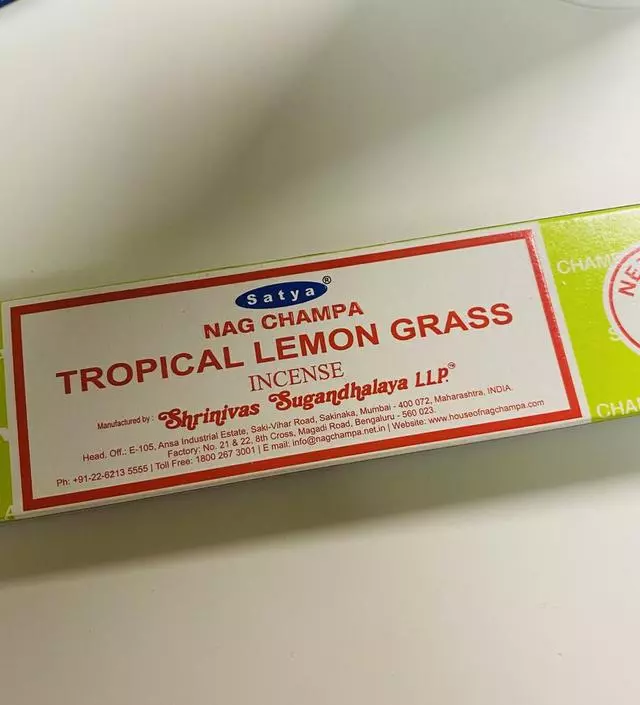 Satya®
NAG CHAMPA
TROPICAL LEMON GRASS
INCENSE
Manufactured by : Shrinivas Sugandhalaya LLP.™
Head. Off.: E-105, Ansa Industrial Estate, Saki-Vihar Road, Sakinaka, Mumbai - 400 072, Maharashtra, INDIA.
Factory: No. 21 & 22, 8th Cross, Magadi Road, Bengaluru - 560 023.
Ph: +91-22-6213 5555 | Toll Free: 1800 267 3001 | E mail: info@nagchampa.net.in | Website: www.houseofnagchampa.com